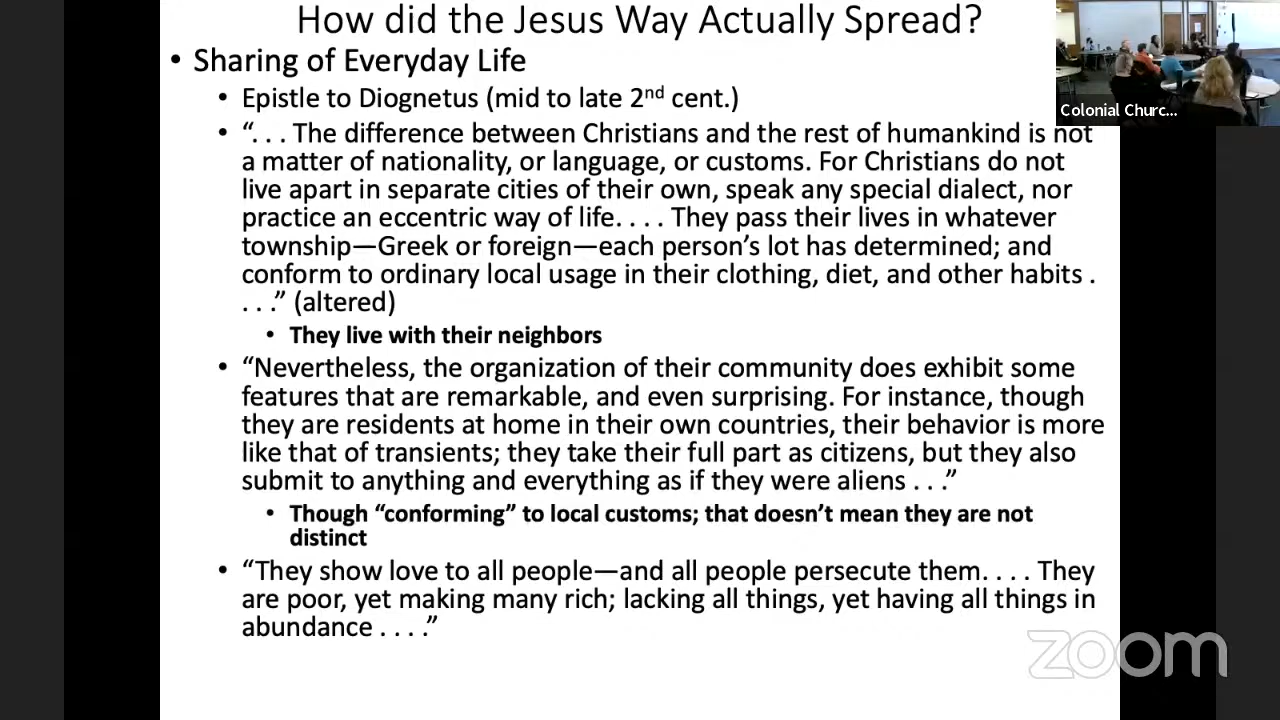 How did the Jesus Way Actually Spread?
• Sharing of Everyday Life
• Epistle to Diognetus (mid to late 2nd cent.)
• “. . . The difference between Christians and the rest of humankind is not
a matter of nationality, or language, or customs. For Christians do not
live apart in separate cities of their own, speak any special dialect, nor
practice an eccentric way of life. . . . They pass their lives in whatever
township—Greek or foreign—each person’s lot has determined; and
conform to ordinary local usage in their clothing, diet, and other habits .
. . .” (altered)
• They live with their neighbors
• “Nevertheless, the organization of their community does exhibit some
features that are remarkable, and even surprising. For instance, though
they are residents at home in their own countries, their behavior is more
like that of transients; they take their full part as citizens, but they also
submit to anything and everything as if they were aliens . . .”
• Though “conforming” to local customs; that doesn’t mean they are not
distinct
• “They show love to all people—and all people persecute them. . . . They
are poor, yet making many rich; lacking all things, yet having all things in
abundance . . . .”
Colonial Churc...
zoom